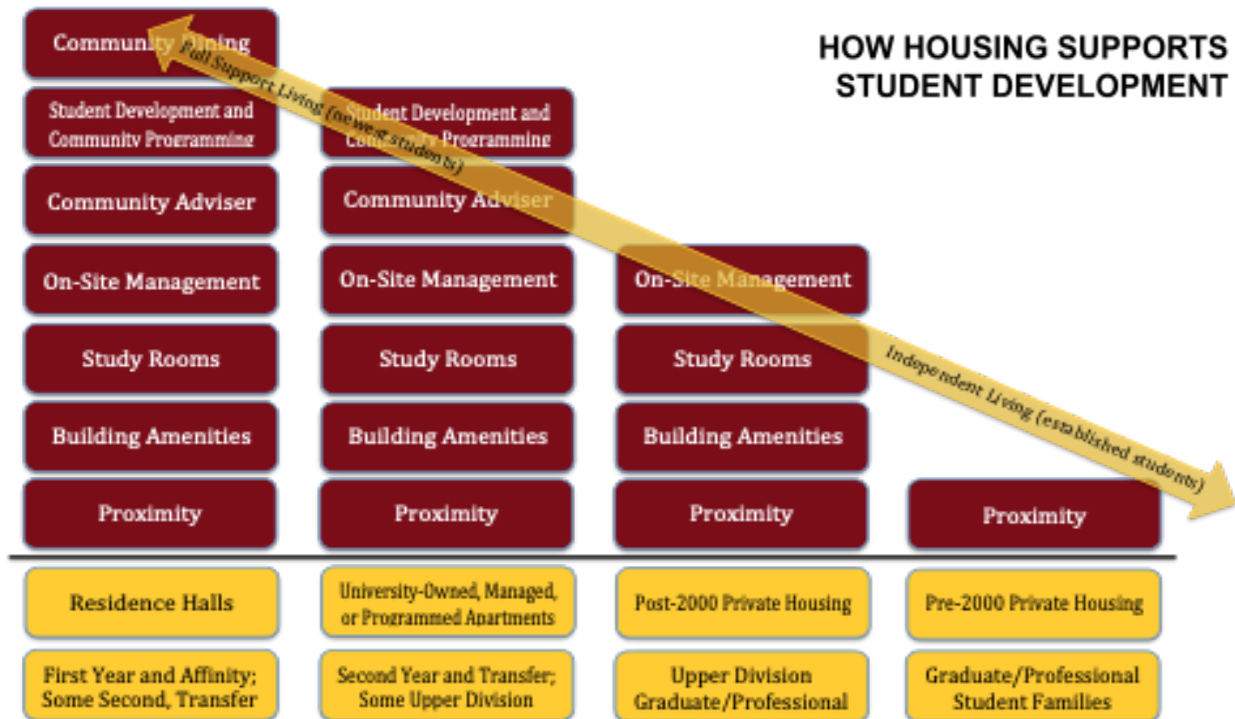 HOW HOUSING SUPPORTS
STUDENT DEVELOPMENT
Community Dining
Student Development and
Community Programming
Community Adviser
On-Site Management
Study Rooms
Building Amenities
Proximity
Residence Halls
First Year and Affinity;
Some Second, Transfer
Student Development and
Community Programming
Community Adviser
On-Site Management
Study Rooms
Building Amenities
Proximity
University-Owned, Managed,
or Programmed Apartments
Second Year and Transfer;
Some Upper Division
On-Site Management
Study Rooms
Building Amenities
Proximity
Post-2000 Private Housing
Upper Division
Graduate/Professional
Proximity
Pre-2000 Private Housing
Graduate/Professional
Student Families
Full Support Living (newest students)
Independent Living (established students)